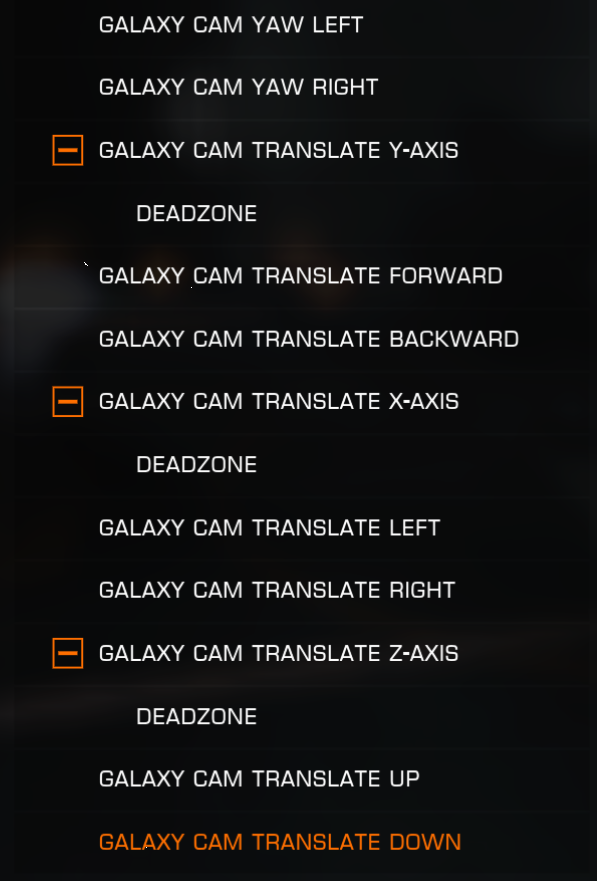 GALAXY CAM YAW LEFT
GALAXY CAM YAW RIGHT
GALAXY CAM TRANSLATE Y-AXIS
DEADZONE
GALAXY CAM TRANSLATE FORWARD
GALAXY CAM TRANSLATE BACKWARD
GALAXY CAM TRANSLATE X-AXIS
DEADZONE
GALAXY CAM TRANSLATE LEFT
GALAXY CAM TRANSLATE RIGHT
GALAXY CAM TRANSLATE Z-AXIS
DEADZONE
GALAXY CAM TRANSLATE UP
GALAXY CAM TRANSLATE DOWN